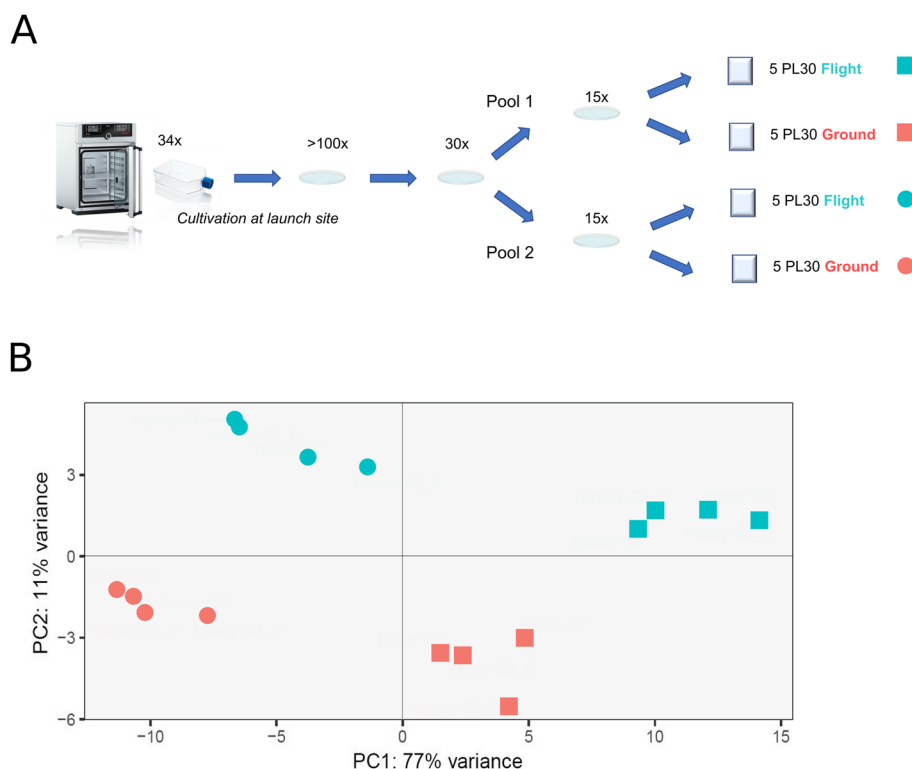 A
34x
Cultivation at launch site
>100x
30x
Pool 1
15x
5 PL30 Flight
5 PL30 Ground
Pool 2
15x
5 PL30 Flight
5 PL30 Ground
B
PC2: 11% variance
3
0
−3
−6
−10
−5
0
5
10
15
PC1: 77% variance